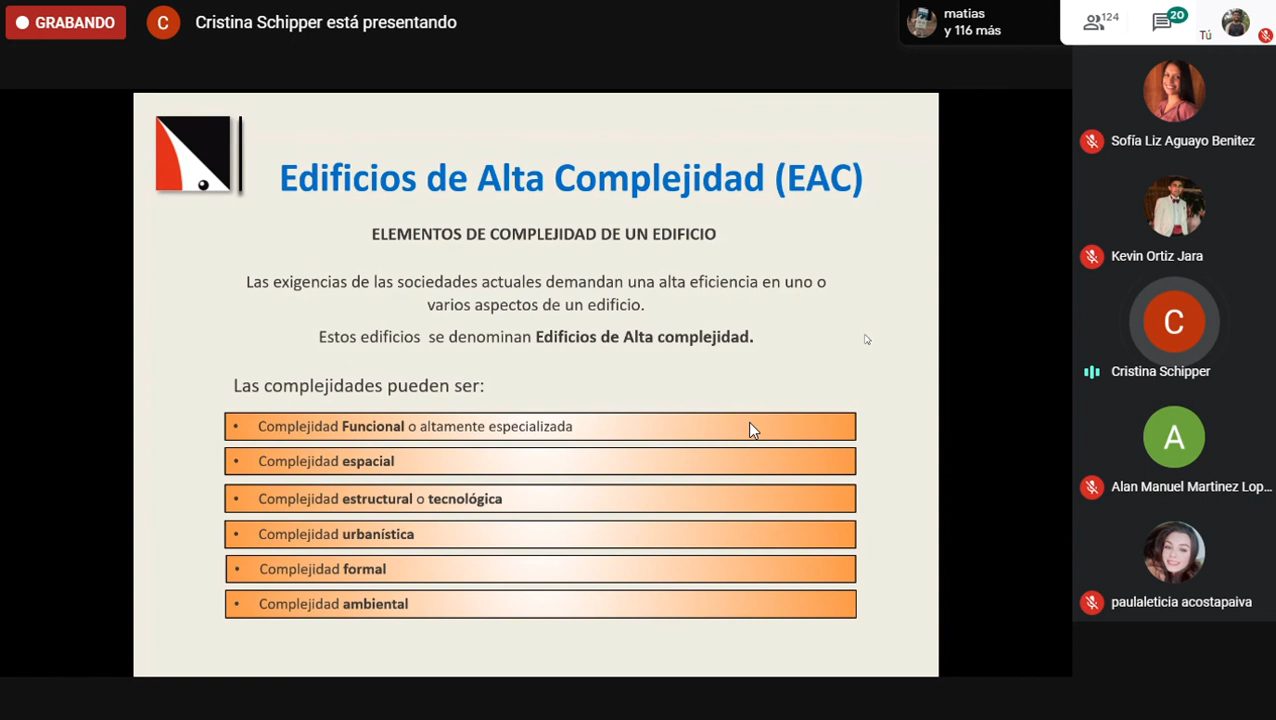 GRABANDO
C
Cristina Schipper está presentando
matias
y 116 más
124
20
Tú
Edificios de Alta Complejidad (EAC)
ELEMENTOS DE COMPLEJIDAD DE UN EDIFICIO
Las exigencias de las sociedades actuales demandan una alta eficiencia en uno o
varios aspectos de un edificio.
Estos edificios se denominan Edificios de Alta complejidad.
Las complejidades pueden ser:
• Complejidad Funcional o altamente especializada
• Complejidad espacial
• Complejidad estructural o tecnológica
• Complejidad urbanística
• Complejidad formal
• Complejidad ambiental
Sofía Liz Aguayo Benitez
Kevin Ortiz Jara
C
Cristina Schipper
A
Alan Manuel Martinez Lop...
paulaleticia acostapaiva